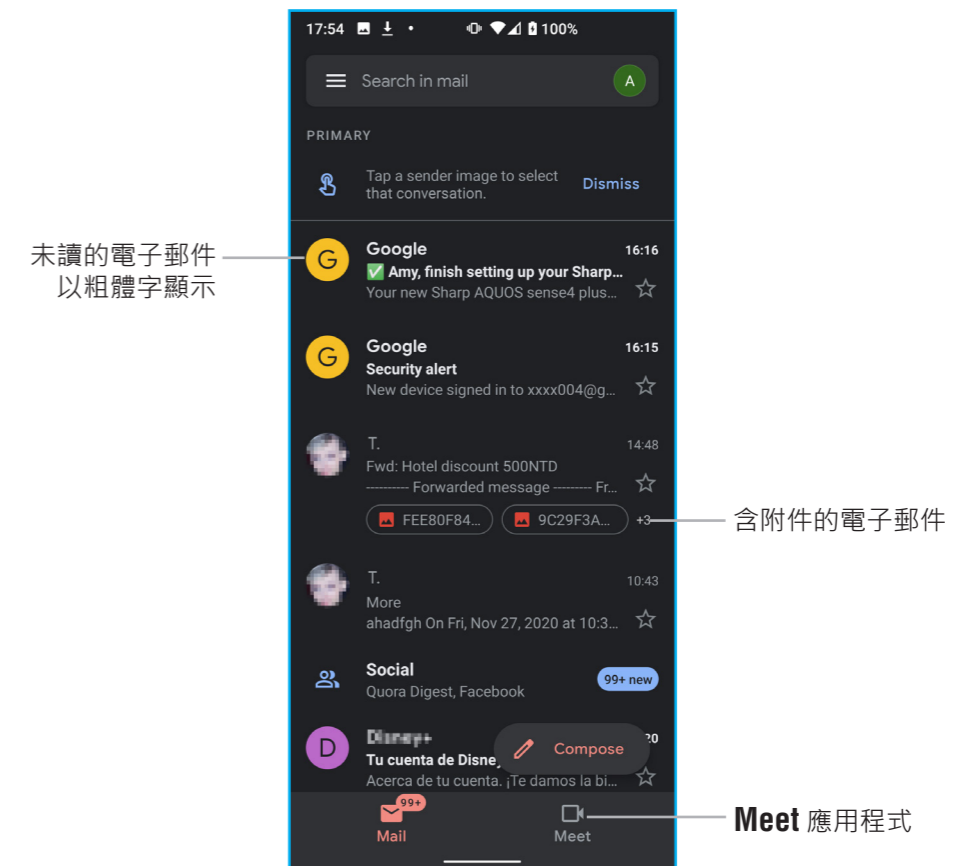 17:54 100%
Search in mail A
PRIMARY
Tap a sender image to select
that conversation.
Dismiss
未讀的電子郵件
以粗體字顯示
G
Google 16:16
✅ Amy, finish setting up your Sharp...
Your new Sharp AQUOS sense4 plus...
G
Google 16:15
Security alert
New device signed in to xxxx004@g...
T. 14:48
Fwd: Hotel discount 500NTD
---------- Forwarded message --------- Fr...
FEE80F84... 9C29F3A... +3
含附件的電子郵件
T. 10:43
More
ahadfgh On Fri, Nov 27, 2020 at 10:3...
Social
Quora Digest, Facebook
99+ new
D
20
Tu cuenta de Disne
Acerca de tu cuenta. ¡Te damos la bi...
Compose
99+
Mail Meet
Meet 應用程式